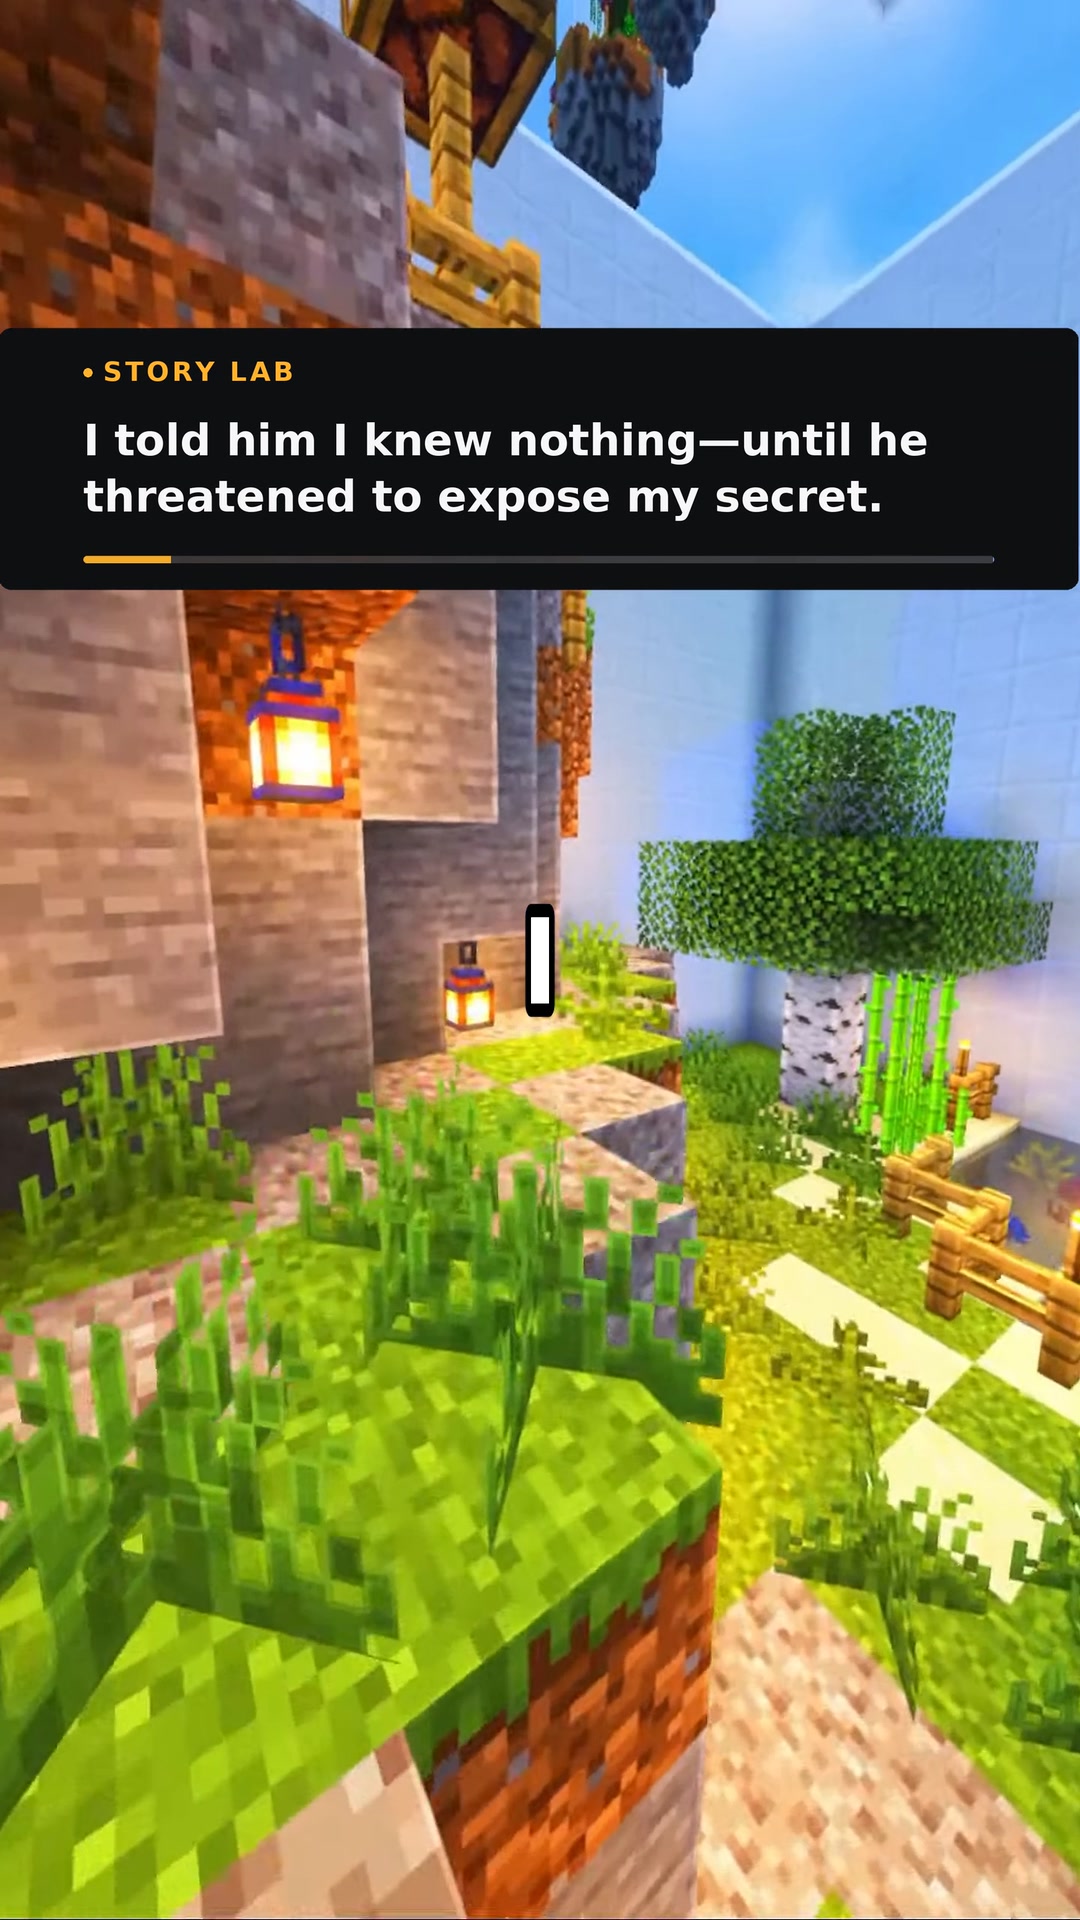 • STORY LAB
I told him I knew nothing—until he
threatened to expose my secret.
I